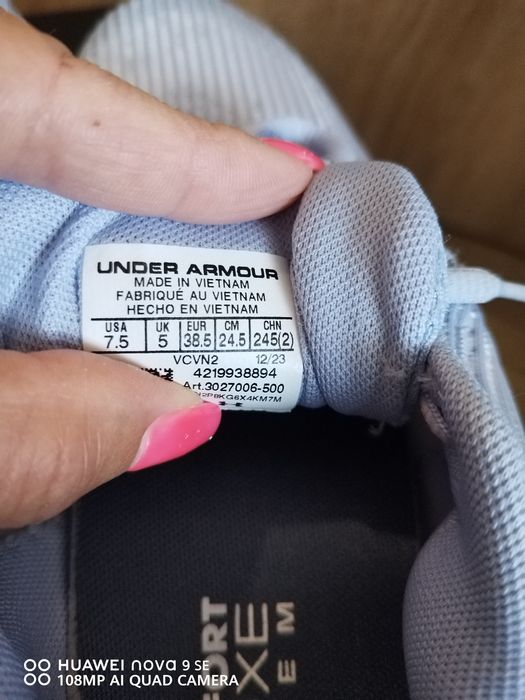 UNDER ARMOUR
MADE IN VIETNAM
FABRIQUÉ AU VIETNAM
HECHO EN VIETNAM
USA UK EUR CM CHN
7.5 5 38.5 24.5 245(2)
VCVN2 12/23
4219938894
Art.3027006-500
2P8KG6X4KM7M
FORT
XE
E M
HUAWEI nova 9 SE
108MP AI QUAD CAMERA